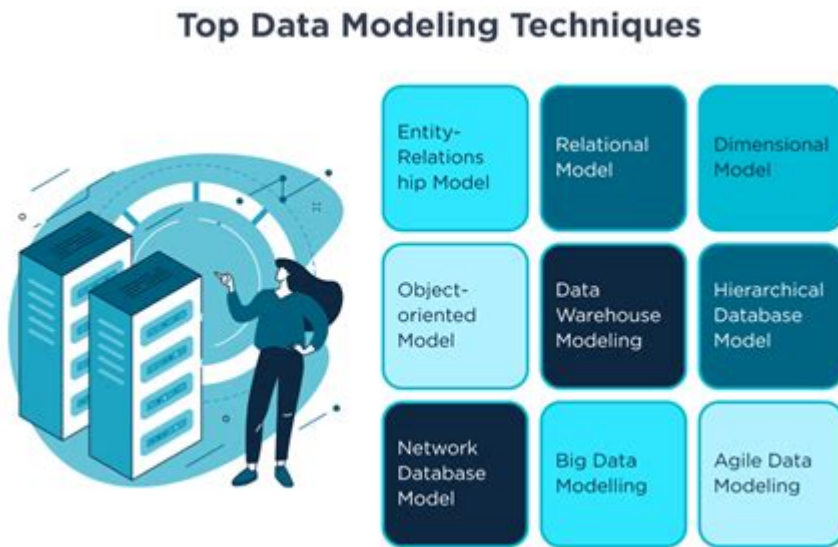 Top Data Modeling Techniques
Entity-
Relations
hip Model
Relational
Model
Dimensional
Model
Object-
oriented
Model
Data
Warehouse
Modeling
Hierarchical
Database
Model
Network
Database
Model
Big Data
Modelling
Agile Data
Modeling